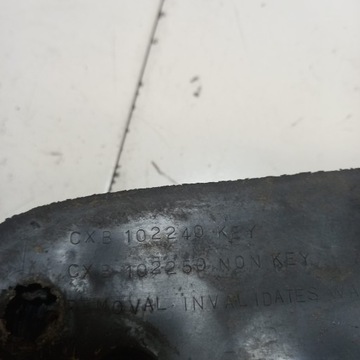 CXB 102240 KEY
CXB 102250 NON KEY
REMOVAL INVALIDATES